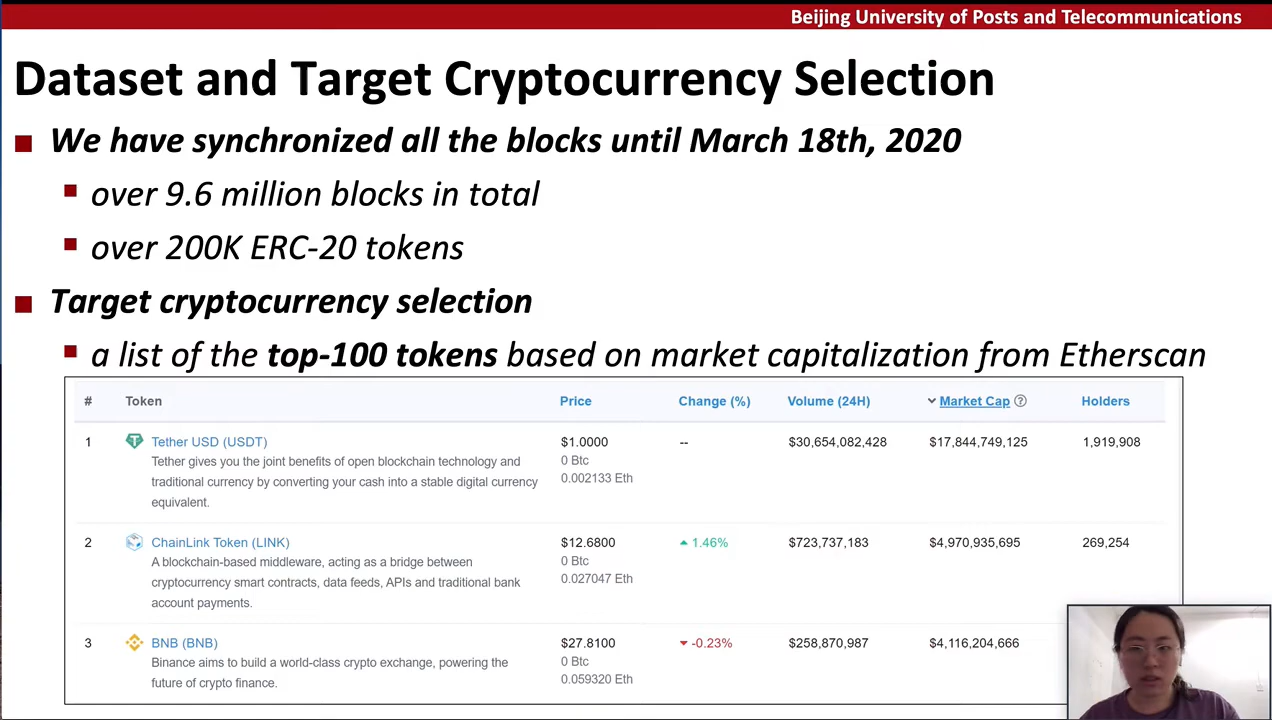 Beijing University of Posts and Telecommunications
Dataset and Target Cryptocurrency Selection
We have synchronized all the blocks until March 18th, 2020
over 9.6 million blocks in total
over 200K ERC-20 tokens
Target cryptocurrency selection
a list of the top-100 tokens based on market capitalization from Etherscan
# Token Price Change (%) Volume (24H) Market Cap ? Holders
1 Tether USD (USDT) $1.0000 -- $30,654,082,428 $17,844,749,125 1,919,908
Tether gives you the joint benefits of open blockchain technology and 0 Btc
traditional currency by converting your cash into a stable digital currency 0.002133 Eth
equivalent.
2 ChainLink Token (LINK) $12.6800 1.46% $723,737,183 $4,970,935,695 269,254
A blockchain-based middleware, acting as a bridge between 0 Btc
cryptocurrency smart contracts, data feeds, APIs and traditional bank 0.027047 Eth
account payments.
3 BNB (BNB) $27.8100 -0.23% $258,870,987 $4,116,204,666
Binance aims to build a world-class crypto exchange, powering the 0 Btc
future of crypto finance. 0.059320 Eth